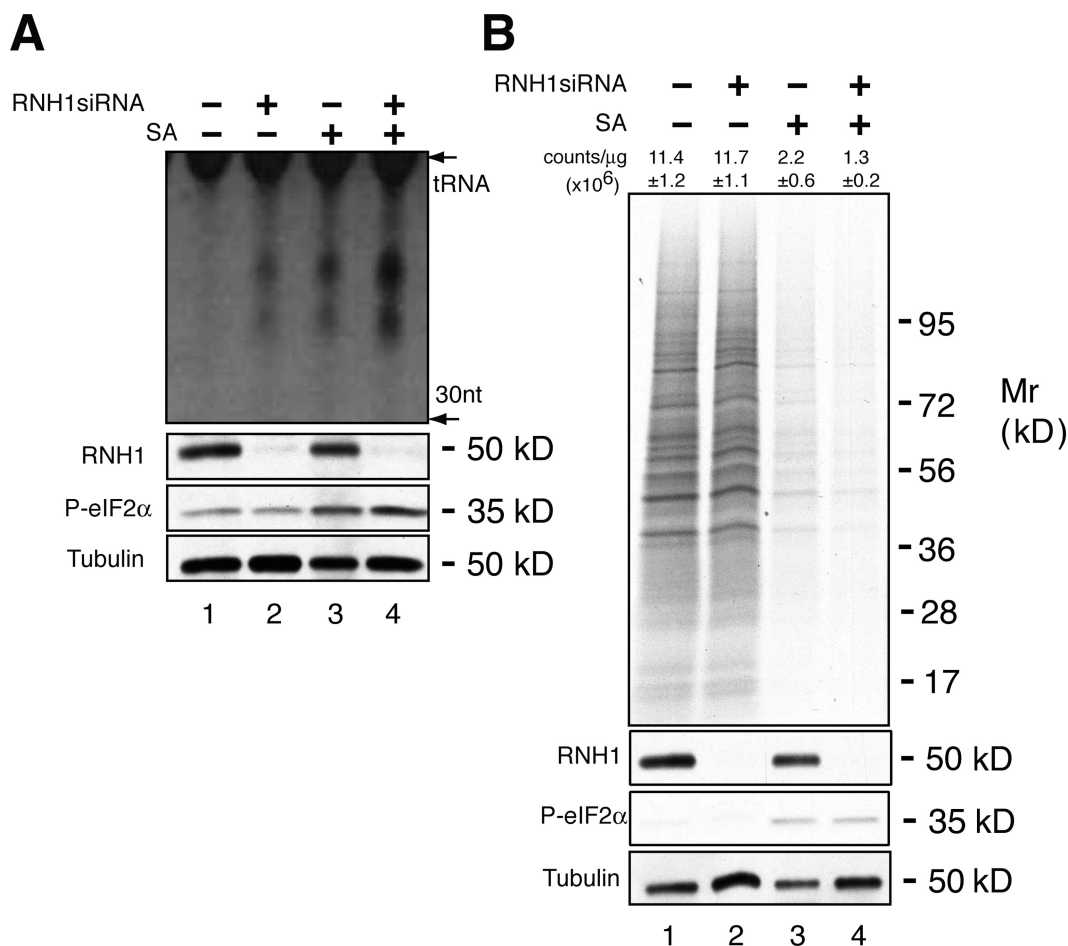 A
RNH1siRNA − + − +
SA − − + +
tRNA
30nt
RNH1 - 50 kD
P-eIF2α - 35 kD
Tubulin - 50 kD
1 2 3 4
B
RNH1siRNA − + − +
SA − − + +
counts/μg 11.4 11.7 2.2 1.3
(x10⁶) ±1.2 ±1.1 ±0.6 ±0.2
- 95
- 72
- 56
- 36
- 28
- 17
Mr
(kD)
RNH1 - 50 kD
P-eIF2α - 35 kD
Tubulin - 50 kD
1 2 3 4